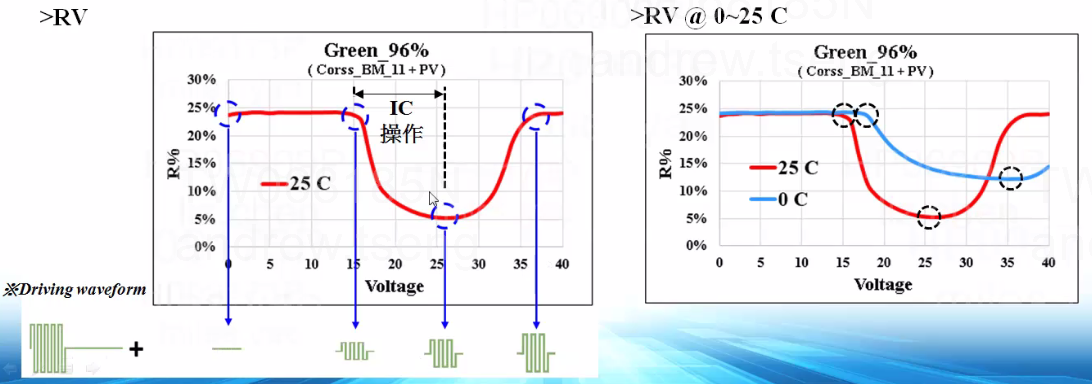 >RV
Green_96%
( Corss_BM_11 + PV)
30%
25%
20%
15%
10%
5%
0%
R%
IC
操作
25 C
0 5 10 15 20 25 30 35 40
Voltage
※Driving waveform
+
>RV @ 0~25 C
Green_96%
(Corss_BM_11 + PV)
30%
25%
20%
15%
10%
5%
0%
R%
25 C
0 C
0 5 10 15 20 25 30 35 40
Voltage
andrew.tseng